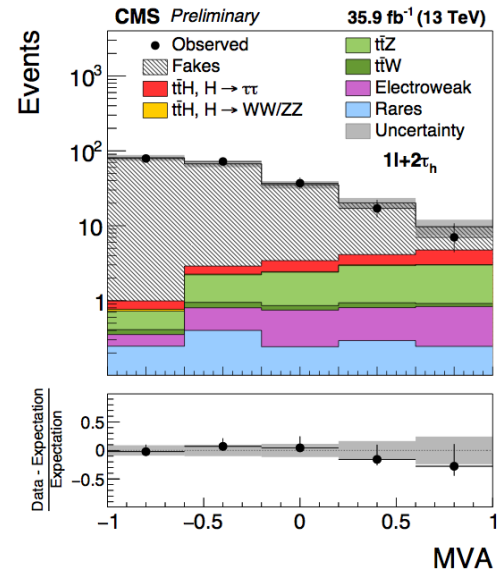 CMS Preliminary 35.9 fb⁻¹ (13 TeV)
Events
10³
10²
10
1
Observed
Fakes
tt̄H, H → ττ
tt̄H, H → WW/ZZ
tt̄Z
tt̄W
Electroweak
Rares
Uncertainty
1l+2τₕ
Data - Expectation
Expectation
0.5
0
−0.5
−1 −0.5 0 0.5 1
MVA